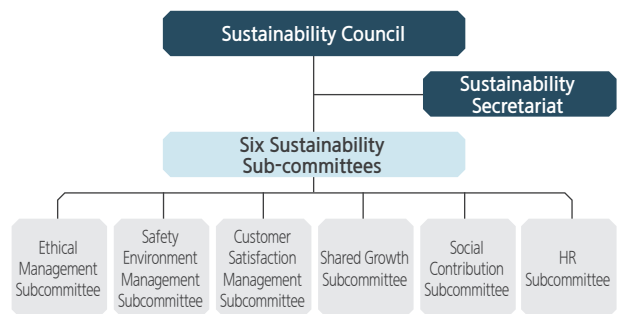 Sustainability Council
Sustainability
Secretariat
Six Sustainability
Sub-committees
Ethical
Management
Subcommittee
Safety
Environment
Management
Subcommittee
Customer
Satisfaction
Management
Subcommittee
Shared Growth
Subcommittee
Social
Contribution
Subcommittee
HR
Subcommittee